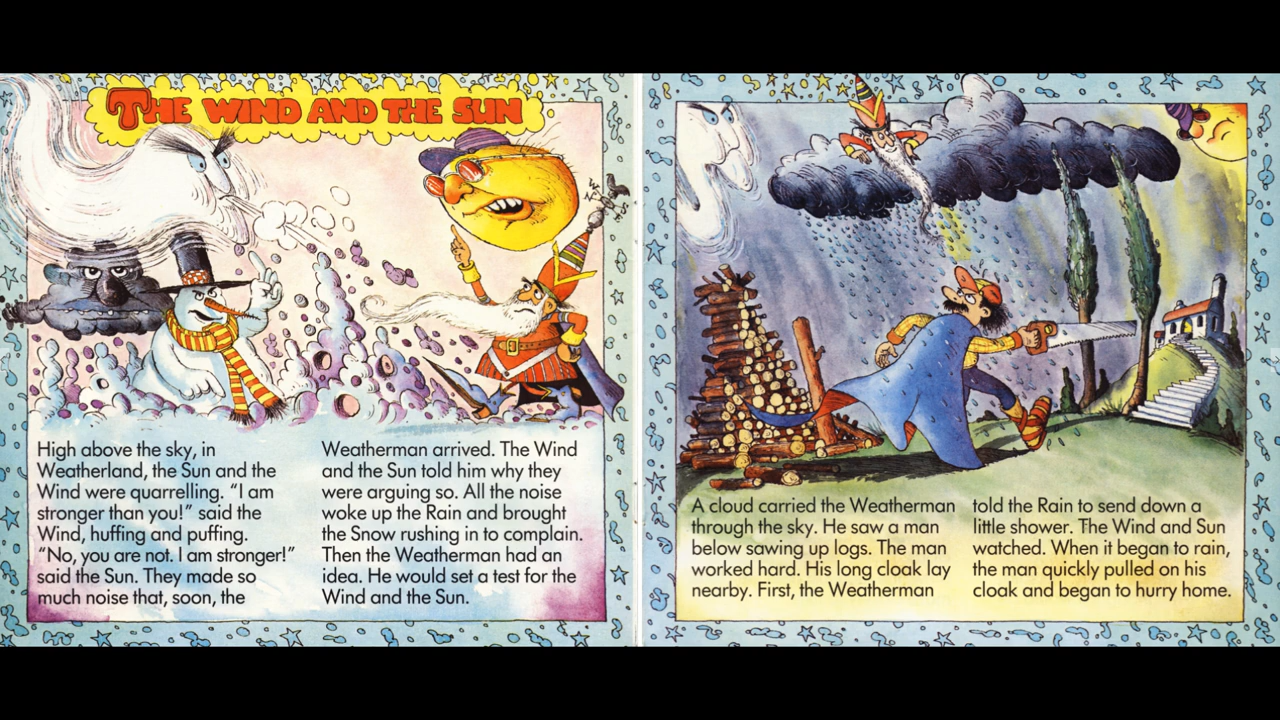 THE WIND AND THE SUN
High above the sky, in
Weatherland, the Sun and the
Wind were quarrelling. “I am
stronger than you!” said the
Wind, huffing and puffing.
“No, you are not. I am stronger!”
said the Sun. They made so
much noise that, soon, the
Weatherman arrived. The Wind
and the Sun told him why they
were arguing so. All the noise
woke up the Rain and brought
the Snow rushing in to complain.
Then the Weatherman had an
idea. He would set a test for the
Wind and the Sun.
A cloud carried the Weatherman
through the sky. He saw a man
below sawing up logs. The man
worked hard. His long cloak lay
nearby. First, the Weatherman
told the Rain to send down a
little shower. The Wind and Sun
watched. When it began to rain,
the man quickly pulled on his
cloak and began to hurry home.